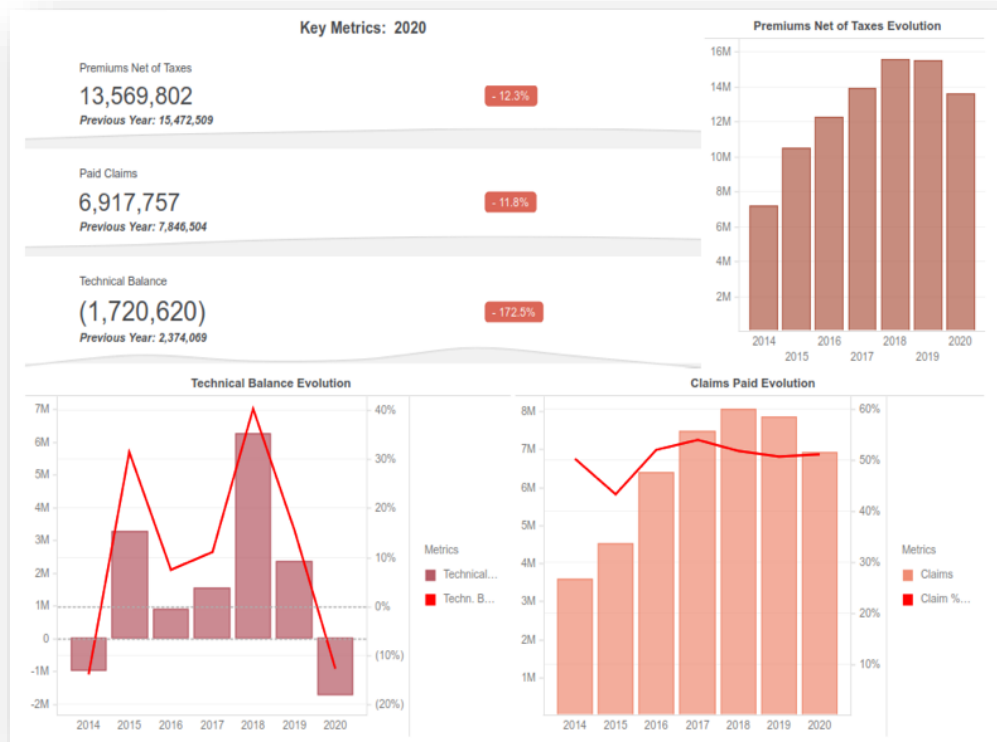 Key Metrics: 2020
Premiums Net of Taxes
13,569,802
- 12.3%
Previous Year: 15,472,509
Paid Claims
6,917,757
- 11.8%
Previous Year: 7,846,504
Technical Balance
(1,720,620)
- 172.5%
Previous Year: 2,374,069
Premiums Net of Taxes Evolution
16M
14M
12M
10M
8M
6M
4M
2M
2014 2016 2018 2020
2015 2017 2019
Technical Balance Evolution
7M
6M
5M
4M
3M
2M
1M
0
-1M
-2M
40%
30%
20%
10%
0%
(10%)
(20%)
2014 2015 2016 2017 2018 2019 2020
Metrics
Technical...
Techn. B...
Claims Paid Evolution
8M
7M
6M
5M
4M
3M
2M
1M
60%
50%
40%
30%
20%
10%
2014 2015 2016 2017 2018 2019 2020
Metrics
Claims
Claim %...